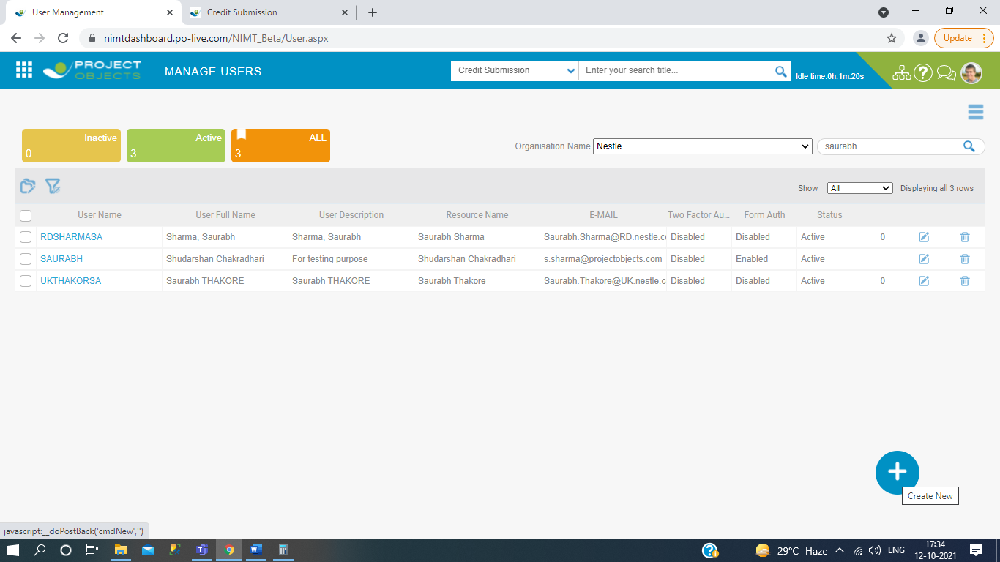 User Management
Credit Submission
nimtdashboard.po-live.com/NIMT_Beta/User.aspx
Update
PROJECT
OBJECTS
MANAGE USERS
Credit Submission
Enter your search title...
Idle time:0h:1m:20s
Inactive
0
Active
3
ALL
3
Organisation Name Nestle
saurabh
Show All Displaying all 3 rows
User Name User Full Name User Description Resource Name E-MAIL Two Factor Au... Form Auth Status
RDSHARMASA Sharma, Saurabh Sharma, Saurabh Saurabh Sharma Saurabh.Sharma@RD.nestle.co Disabled Disabled Active 0
SAURABH Shudarshan Chakradhari For testing purpose Shudarshan Chakradhari s.sharma@projectobjects.com Disabled Enabled Active
UKTHAKORSA Saurabh THAKORE Saurabh THAKORE Saurabh Thakore Saurabh.Thakore@UK.nestle.c Disabled Disabled Active 0
Create New
javascript:__doPostBack('cmdNew','')
29°C Haze
ENG
17:34
12-10-2021